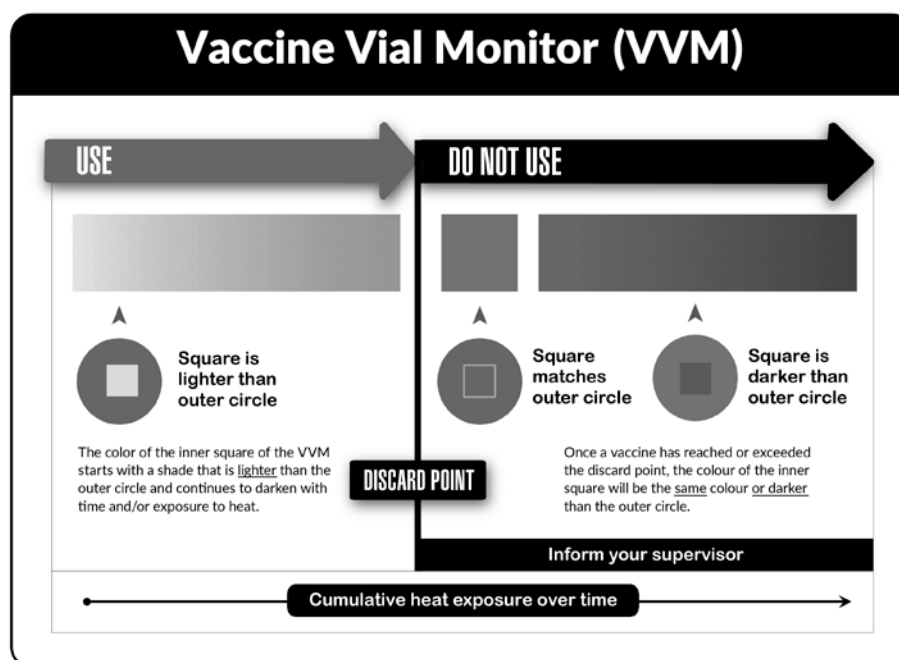 Vaccine Vial Monitor (VVM)
USE
DO NOT USE
Square is
lighter than
outer circle
Square
matches
outer circle
Square is
darker than
outer circle
The color of the inner square of the VVM
starts with a shade that is lighter than the
outer circle and continues to darken with
time and/or exposure to heat.
DISCARD POINT
Once a vaccine has reached or exceeded
the discard point, the colour of the inner
square will be the same colour or darker
than the outer circle.
Inform your supervisor
Cumulative heat exposure over time